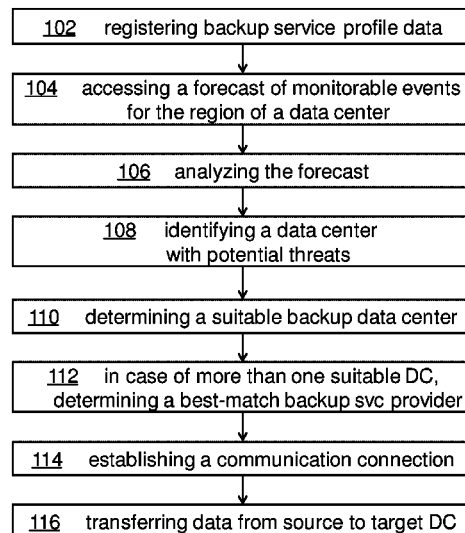 102 registering backup service profile data
104 accessing a forecast of monitorable events
for the region of a data center
106 analyzing the forecast
108 identifying a data center
with potential threats
110 determining a suitable backup data center
112 in case of more than one suitable DC,
determining a best-match backup svc provider
114 establishing a communication connection
116 transferring data from source to target DC